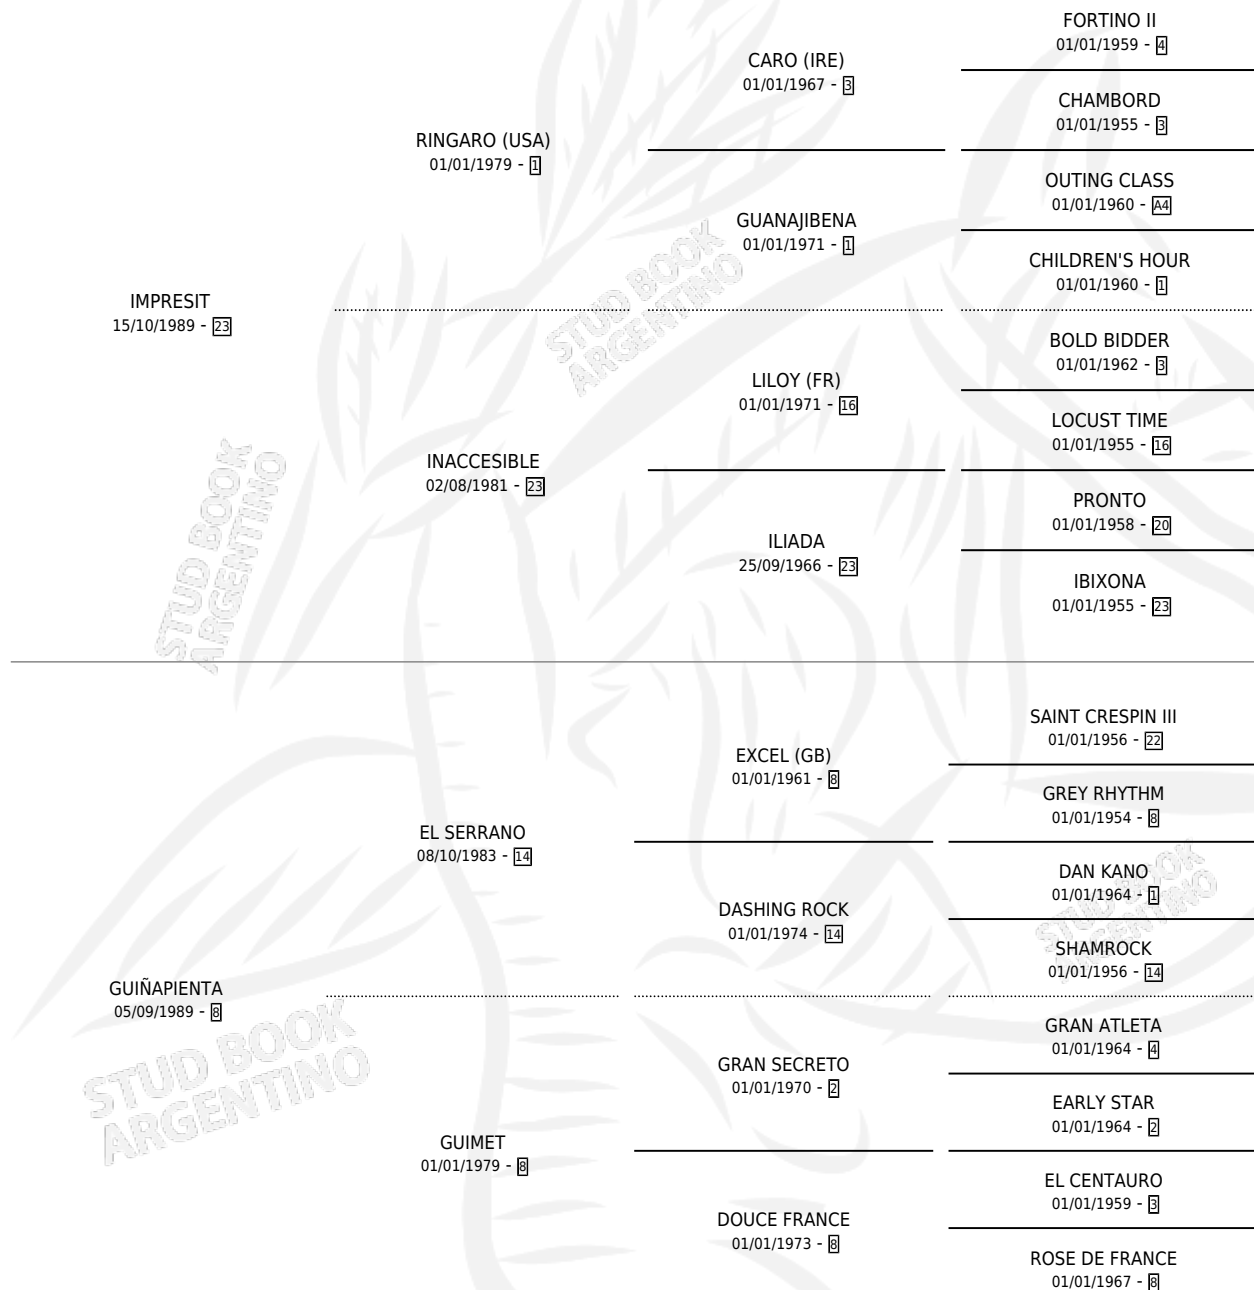 FORTINO II
01/01/1959 - 4
CARO (IRE)
01/01/1967 - 3
CHAMBORD
01/01/1955 - 3
RINGARO (USA)
01/01/1979 - 1
OUTING CLASS
01/01/1960 - A4
GUANAJIBENA
01/01/1971 - 1
CHILDREN'S HOUR
01/01/1960 - 1
IMPRESIT
15/10/1989 - 23
BOLD BIDDER
01/01/1962 - 3
LILOY (FR)
01/01/1971 - 16
LOCUST TIME
01/01/1955 - 16
INACCESIBLE
02/08/1981 - 23
PRONTO
01/01/1958 - 20
ILIADA
25/09/1966 - 23
IBIXONA
01/01/1955 - 23
SAINT CRESPIN III
01/01/1956 - 22
EXCEL (GB)
01/01/1961 - 8
GREY RHYTHM
01/01/1954 - 8
EL SERRANO
08/10/1983 - 14
DAN KANO
01/01/1964 - 1
DASHING ROCK
01/01/1974 - 14
SHAMROCK
01/01/1956 - 14
GUIÑAPIENTA
05/09/1989 - 8
GRAN ATLETA
01/01/1964 - 4
GRAN SECRETO
01/01/1970 - 2
EARLY STAR
01/01/1964 - 2
GUIMET
01/01/1979 - 8
EL CENTAURO
01/01/1959 - 3
DOUCE FRANCE
01/01/1973 - 8
ROSE DE FRANCE
01/01/1967 - 8
STUD BOOK
ARGENTINO
STUD BOOK
ARGENTINO
STUD BOOK
ARGENTINO
STUD BOOK
ARGENTINO